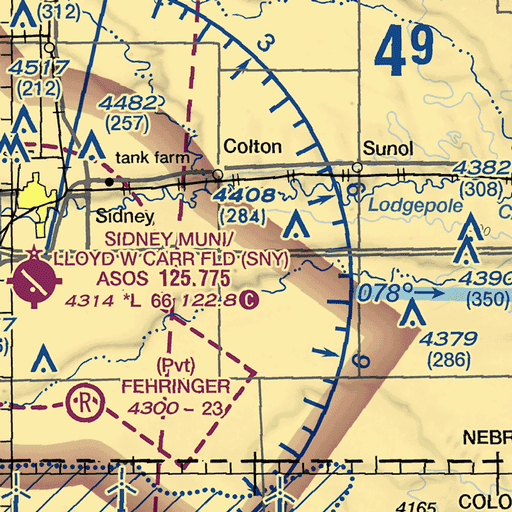 (312)
3
4⁹
4517
(212)
4482
(257)
Colton
Sunol
tank farm
4382
(308)
4408
(284)
6
Lodgepole
Sidney
SIDNEY MUNI/
LLOYD W CARR FLD (SNY)
ASOS 125.775
4314 *L 66 122.8 C
078°→
4390
(350)
4379
(286)
9
(Pvt)
FEHRINGER
4300 - 23
R
NEBR
COLO
4165